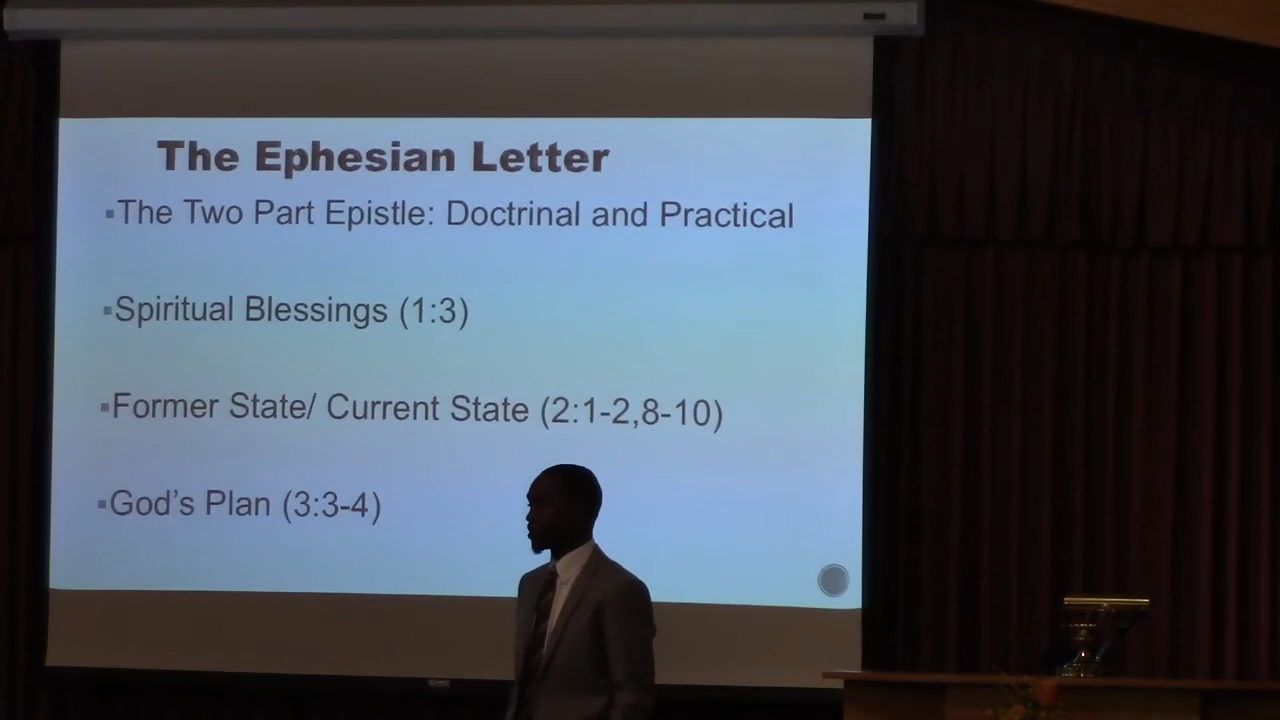 The Ephesian Letter
▪The Two Part Epistle: Doctrinal and Practical
▪Spiritual Blessings (1:3)
▪Former State/ Current State (2:1-2,8-10)
▪God’s Plan (3:3-4)